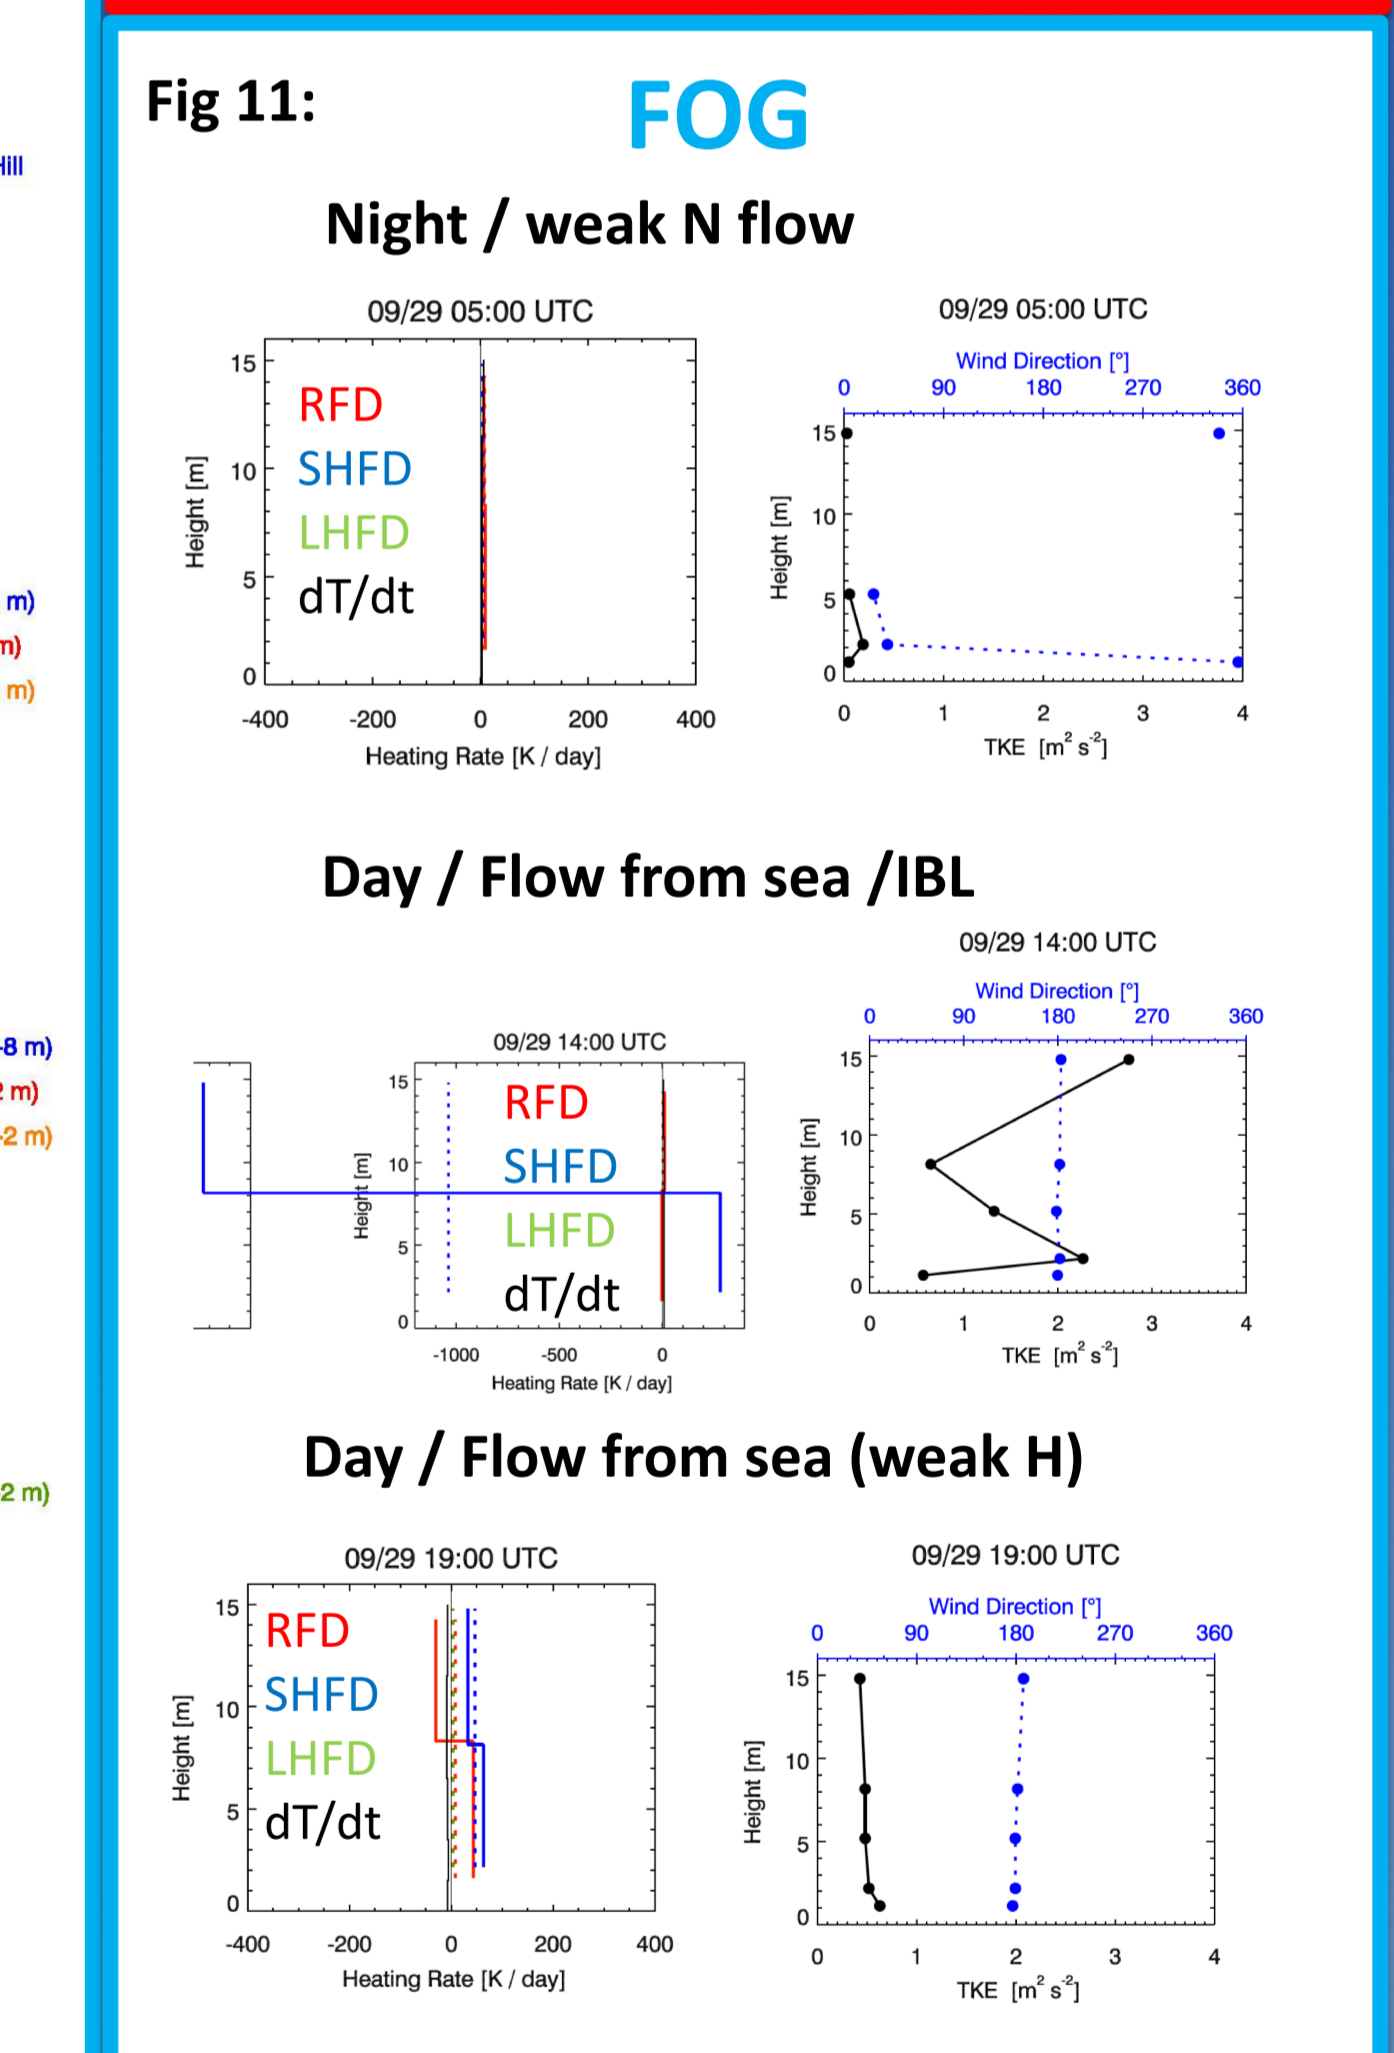 Fig 11:
FOG
Hill
Night / weak N flow
09/29 05:00 UTC
15
10
5
0
Height [m]
RFD
SHFD
LHFD
dT/dt
-400 -200 0 200 400
Heating Rate [K / day]
09/29 05:00 UTC
Wind Direction [°]
0 90 180 270 360
15
10
5
0
Height [m]
0 1 2 3 4
TKE [m² s⁻²]
m)
m)
m)
Day / Flow from sea /IBL
09/29 14:00 UTC
15
10
5
0
Height [m]
RFD
SHFD
LHFD
dT/dt
-1000 -500 0
Heating Rate [K / day]
09/29 14:00 UTC
Wind Direction [°]
0 90 180 270 360
15
10
5
0
Height [m]
0 1 2 3 4
TKE [m² s⁻²]
-8 m)
2 m)
-2 m)
Day / Flow from sea (weak H)
2 m)
09/29 19:00 UTC
15
10
5
0
Height [m]
RFD
SHFD
LHFD
dT/dt
-400 -200 0 200 400
Heating Rate [K / day]
09/29 19:00 UTC
Wind Direction [°]
0 90 180 270 360
15
10
5
0
Height [m]
0 1 2 3 4
TKE [m² s⁻²]